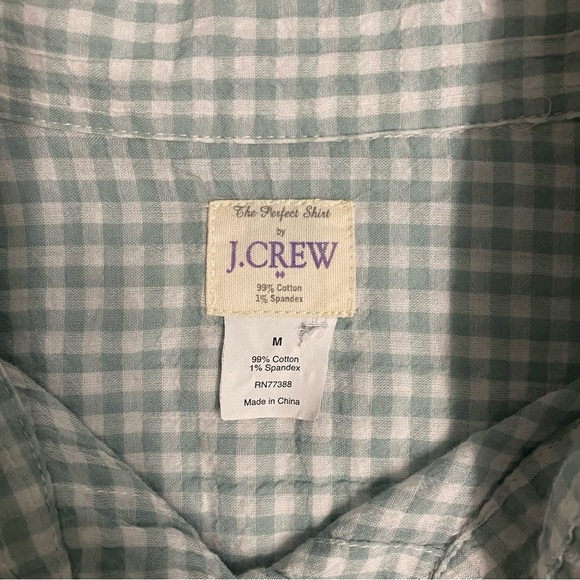 The Perfect Shirt
by
J.CREW
99% Cotton
1% Spandex
M
99% Cotton
1% Spandex
RN77388
Made in China